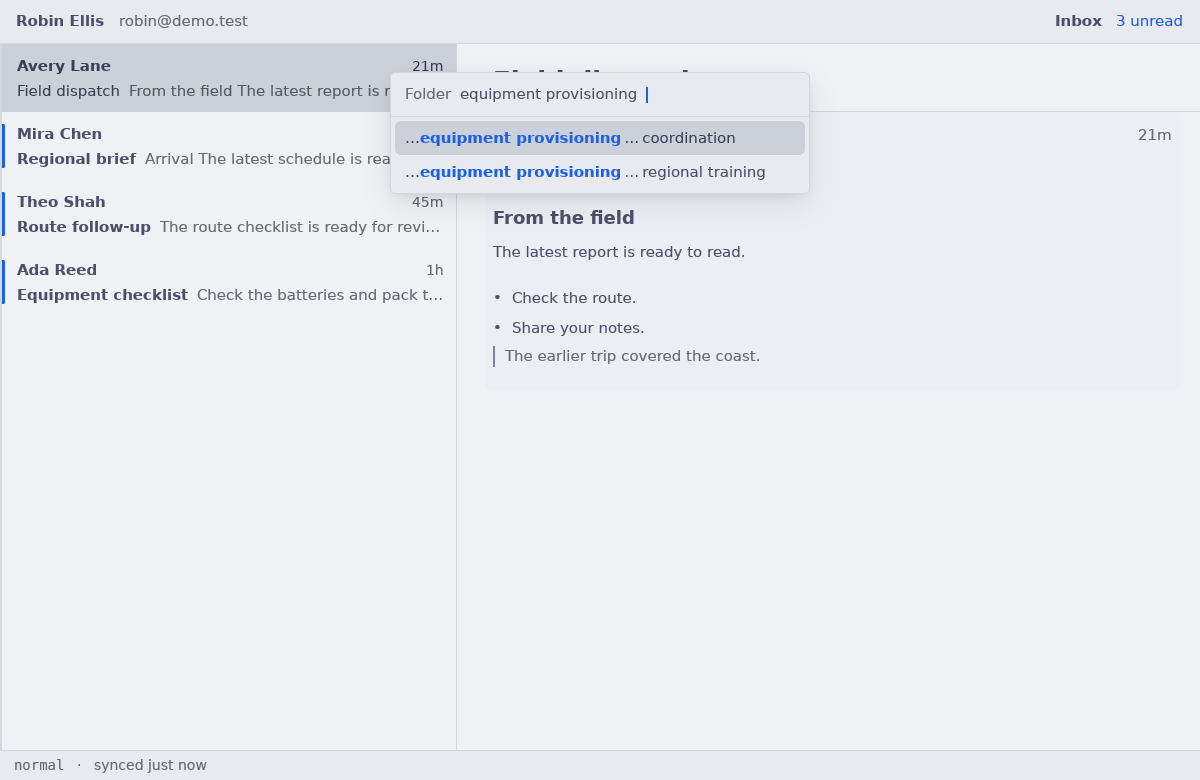 Robin Ellis robin@demo.test
Inbox 3 unread
Avery Lane 21m
Field dispatch From the field The latest report is r
Mira Chen
Regional brief Arrival The latest schedule is rea
Theo Shah 45m
Route follow-up The route checklist is ready for revi…
Ada Reed 1h
Equipment checklist Check the batteries and pack t…
Folder equipment provisioning
…equipment provisioning … coordination
…equipment provisioning … regional training
21m
From the field
The latest report is ready to read.
• Check the route.
• Share your notes.
The earlier trip covered the coast.
normal · synced just now